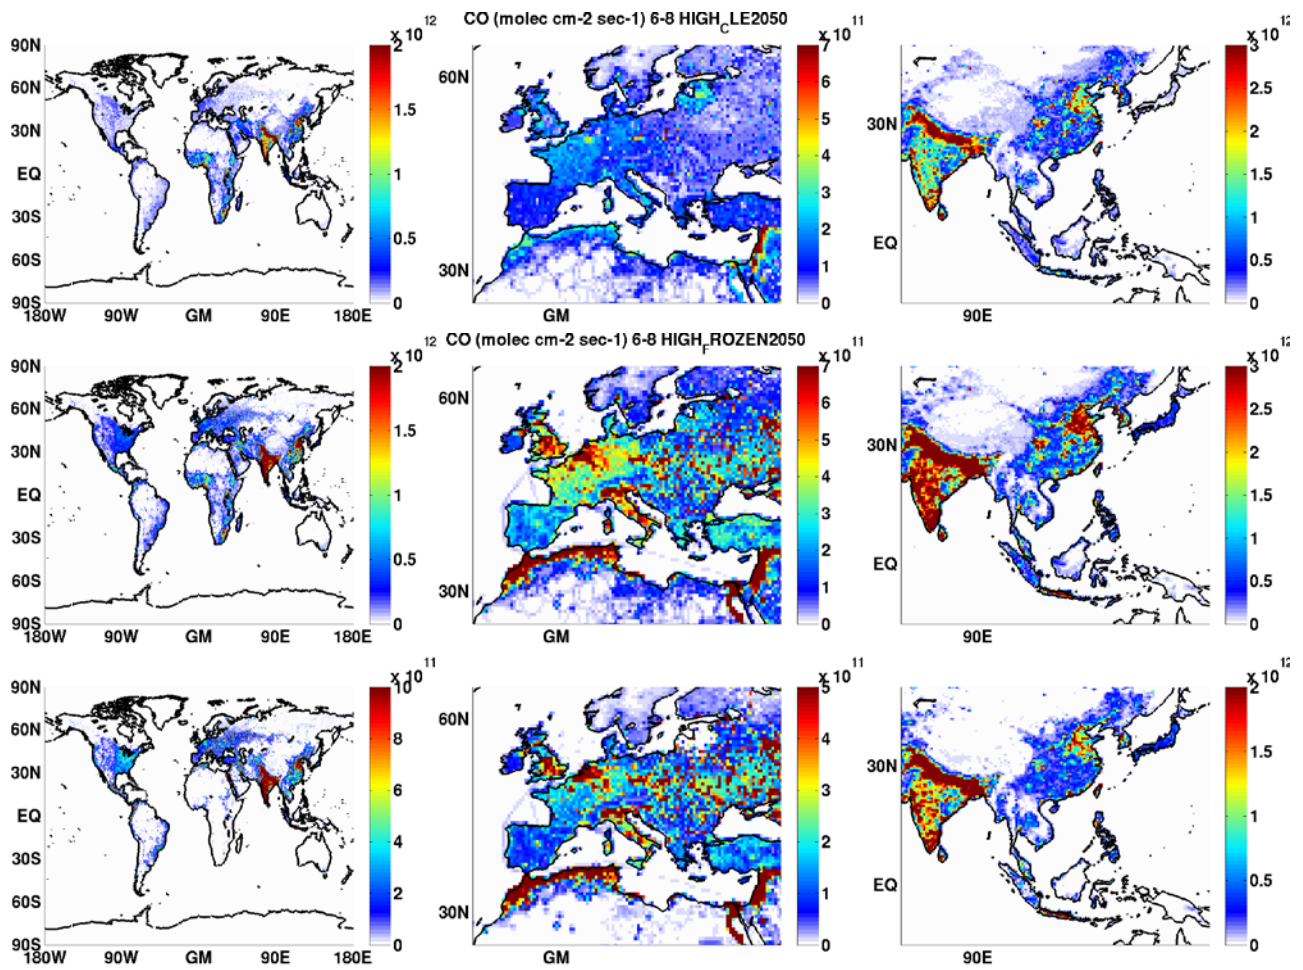 CO (molec cm-2 sec-1) 6-8 HIGH_CLE2050
x 10^12
x 10^11
x 10^12
90N
60N
30N
EQ
30S
60S
90S
180W 90W GM 90E 180E
2
1.5
1
0.5
0
60N
30N
GM
7
6
5
4
3
2
1
0
30N
EQ
90E
3
2.5
2
1.5
1
0.5
0
CO (molec cm-2 sec-1) 6-8 HIGH_FROZEN2050
x 10^12
x 10^11
x 10^12
90N
60N
30N
EQ
30S
60S
90S
180W 90W GM 90E 180E
2
1.5
1
0.5
0
60N
30N
GM
7
6
5
4
3
2
1
0
30N
EQ
90E
3
2.5
2
1.5
1
0.5
0
x 10^11
x 10^11
x 10^12
90N
60N
30N
EQ
30S
60S
90S
180W 90W GM 90E 180E
10
8
6
4
2
0
60N
30N
GM
5
4
3
2
1
0
30N
EQ
90E
2
1.5
1
0.5
0